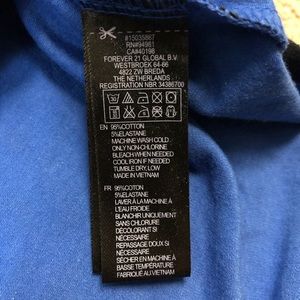 #15035867
RN#94981
CA#40198
FOREVER 21 GLOBAL B.V.
WESTBROEK 64-66
4822 ZW BREDA
THE NETHERLANDS
REGISTRATION NBR 34386700
EN 95%COTTON
5%ELASTANE
MACHINE WASH COLD
ONLY NON-CHLORINE
BLEACH WHEN NEEDED
COOL IRON IF NEEDED
TUMBLE DRY, LOW
MADE IN VIETNAM
FR 95%COTON
5%ELASTANE
LAVER À LA MACHINE À
L'EAU FROIDE
BLANCHIR UNIQUEMENT
SANS CHLORURE
DÉCOLORANT SI
NÉCESSAIRE
REPASSAGE DOUX SI
NÉCESSAIRE
SÉCHER EN MACHINE À
BASSE TEMPÉRATURE
FABRIQUÉ AU VIETNAM